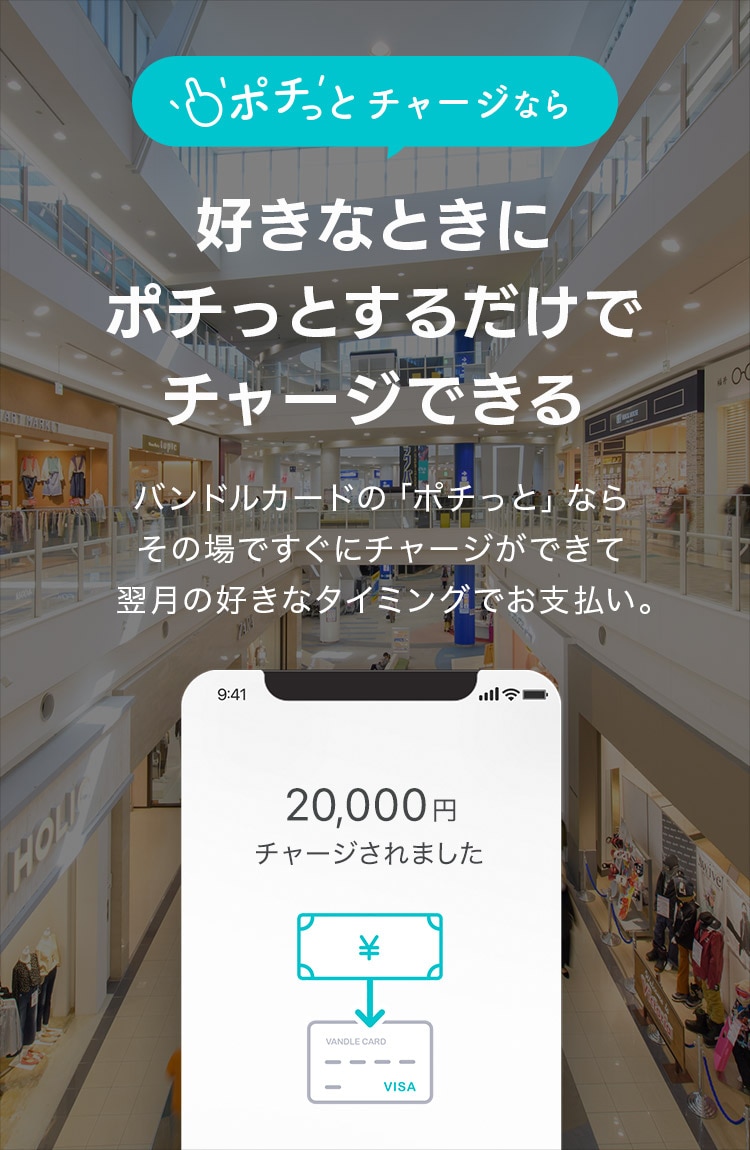 ポチっと チャージなら
好きなときに
ポチっとするだけで
チャージできる
バンドルカードの「ポチっと」なら
その場ですぐにチャージができて
翌月の好きなタイミングでお支払い。
9:41
20,000円
チャージされました
¥
VANDLE CARD
VISA
HOLIC